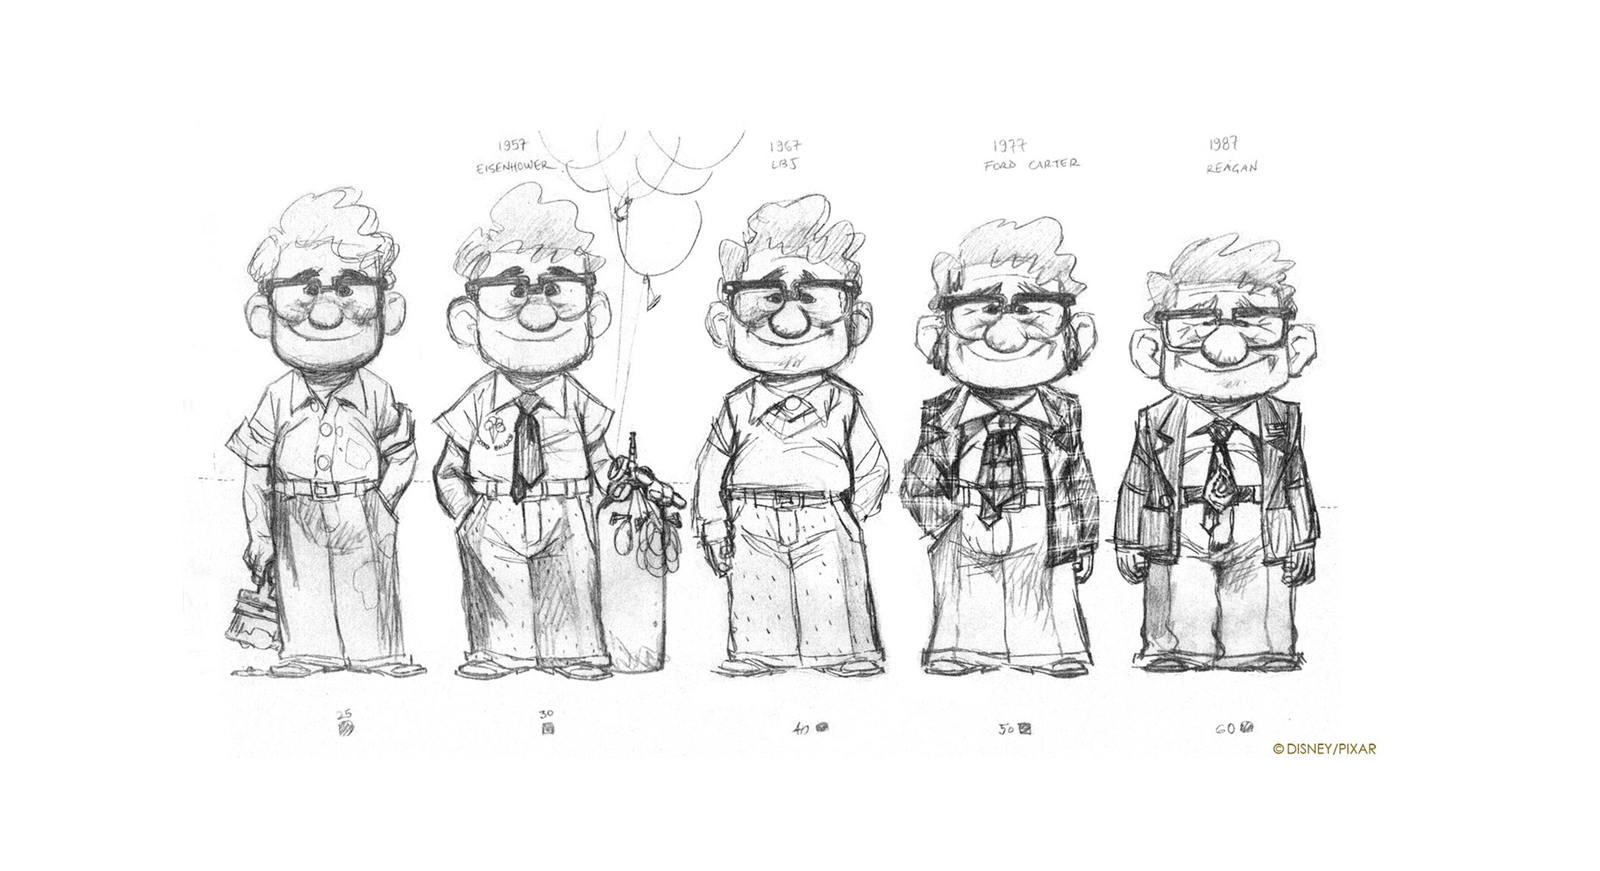 1957
EISENHOWER
1967
LBJ
1977
FORD CARTER
1987
REAGAN
25
30
40
50
60
© DISNEY/PIXAR